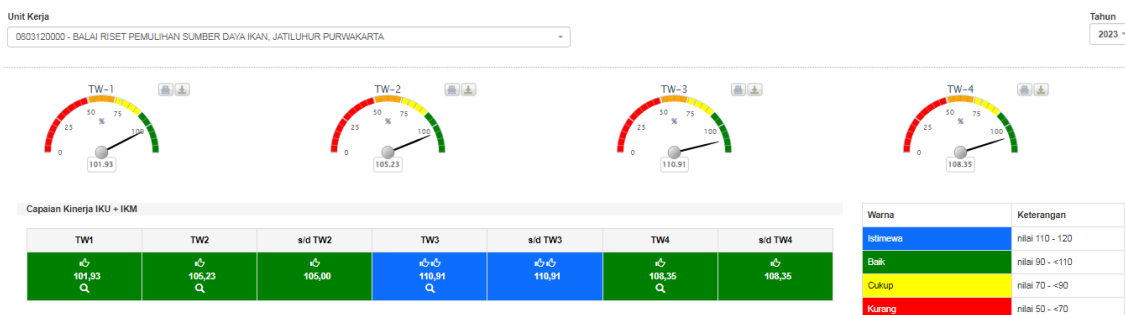 Unit Kerja
Tahun
0803120000 - BALAI RISET PEMULIHAN SUMBER DAYA IKAN, JATILUHUR PURWAKARTA
2023
TW-1
TW-2
TW-3
TW-4
0 25 50 75 100 %
101.93
0 25 50 75 100 %
105.23
0 25 50 75 100 %
110.91
0 25 50 75 100 %
108.35
Capaian Kinerja IKU + IKM
TW1 TW2 s/d TW2 TW3 s/d TW3 TW4 s/d TW4
101,93 105,23 105,00 110,91 110,91 108,35 108,35
Warna Keterangan
Istimewa nilai 110 - 120
Baik nilai 90 - <110
Cukup nilai 70 - <90
Kurang nilai 50 - <70